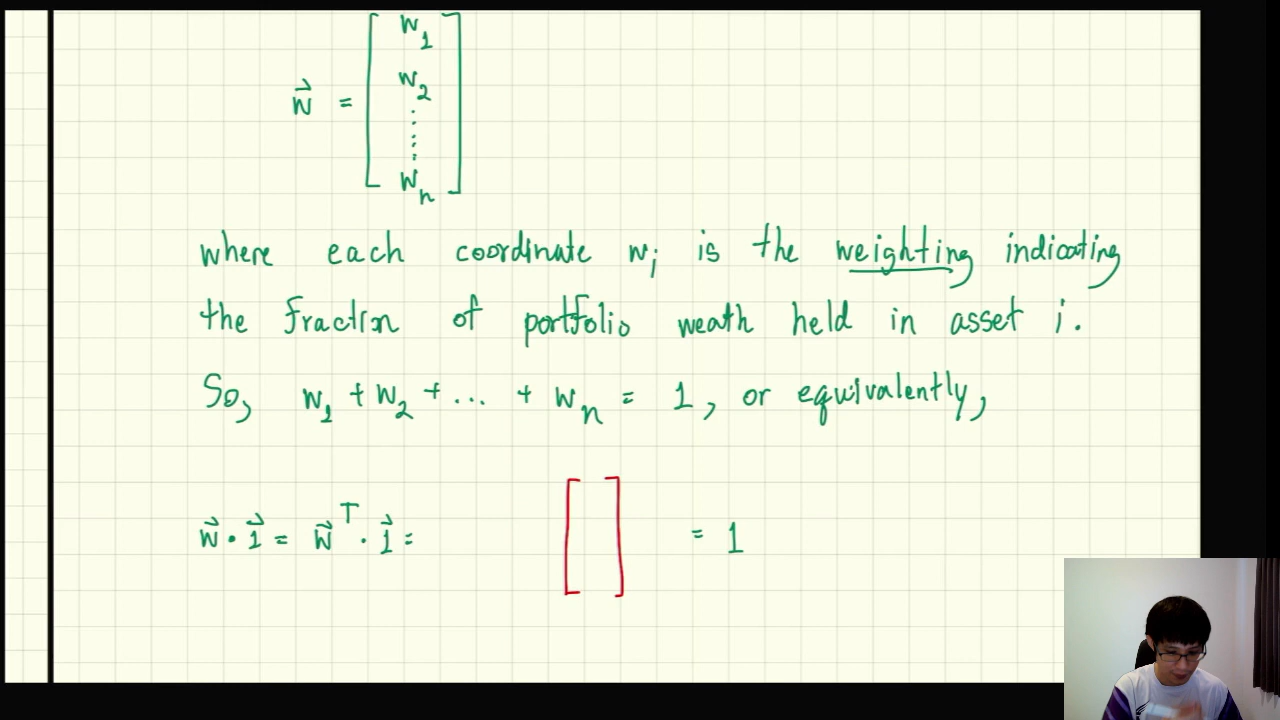 w⃗ = [ w₁ w₂ ⋮ wₙ ]
where each coordinate wᵢ is the weighting indicating
the fraction of portfolio weath held in asset i.
So, w₁ + w₂ + ... + wₙ = 1, or equivalently,
w⃗ · 1⃗ = w⃗ᵀ · 1⃗ = [ ] = 1